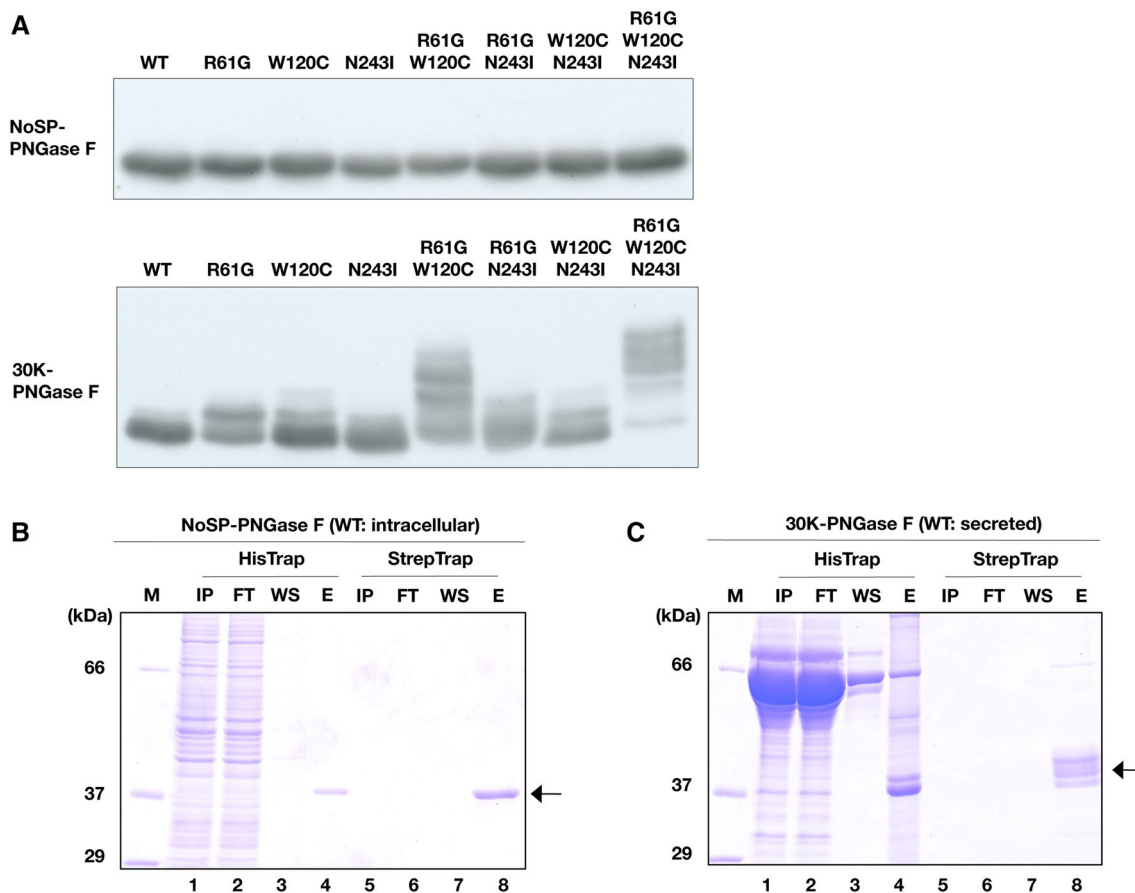 A
R61G
R61G R61G W120C W120C
WT R61G W120C N243I W120C N243I N243I N243I
NoSP-
PNGase F
R61G
R61G R61G W120C W120C
WT R61G W120C N243I W120C N243I N243I N243I
30K-
PNGase F
B
NoSP-PNGase F (WT: intracellular)
HisTrap StrepTrap
M IP FT WS E IP FT WS E
(kDa)
66
37
29
1 2 3 4 5 6 7 8
C
30K-PNGase F (WT: secreted)
HisTrap StrepTrap
M IP FT WS E IP FT WS E
(kDa)
66
37
29
1 2 3 4 5 6 7 8